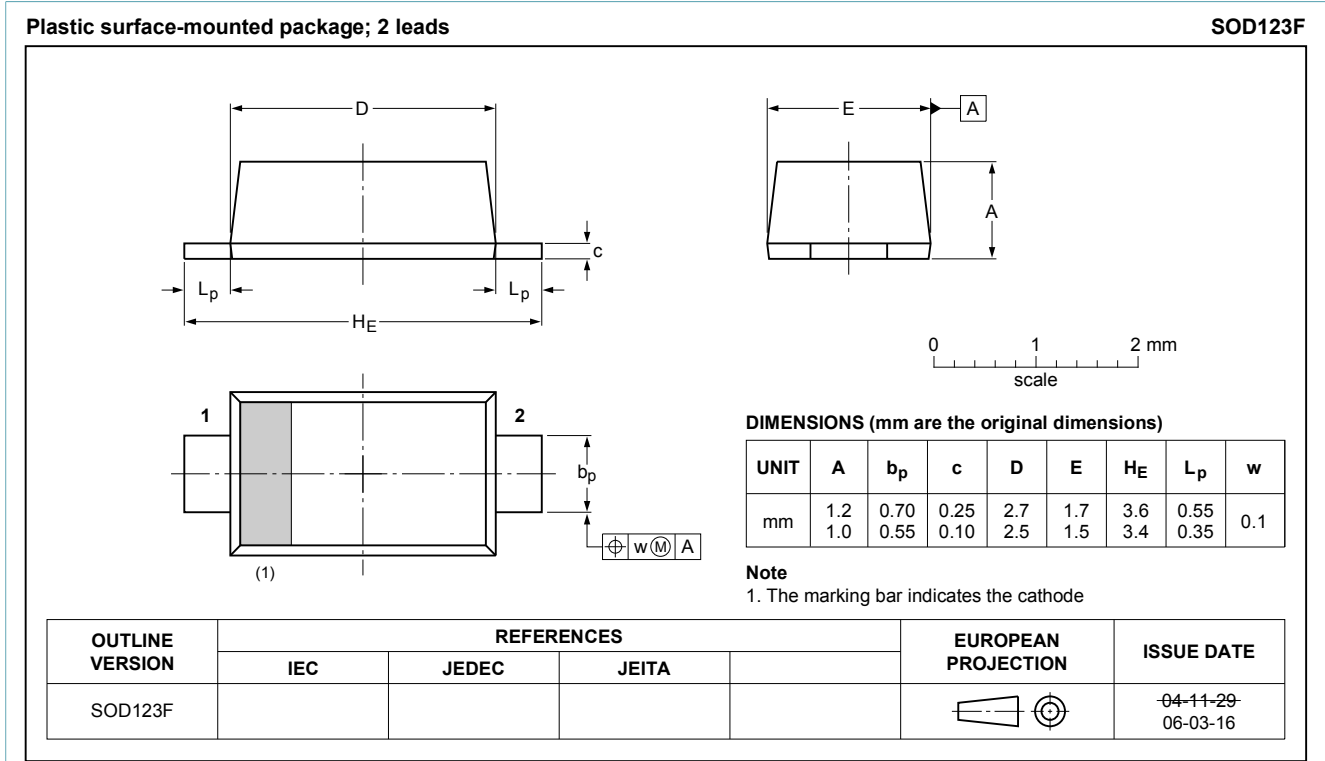 Plastic surface-mounted package; 2 leads
SOD123F
D
E
A
A
c
Lp
Lp
HE
0 1 2 mm
scale
1
2
bp
w Ⓜ A
(1)
DIMENSIONS (mm are the original dimensions)
UNIT A bp c D E HE Lp w
mm 1.2 0.70 0.25 2.7 1.7 3.6 0.55 0.1
1.0 0.55 0.10 2.5 1.5 3.4 0.35
Note
1. The marking bar indicates the cathode
OUTLINE VERSION
REFERENCES
EUROPEAN PROJECTION
ISSUE DATE
IEC JEDEC JEITA
SOD123F
04-11-29
06-03-16